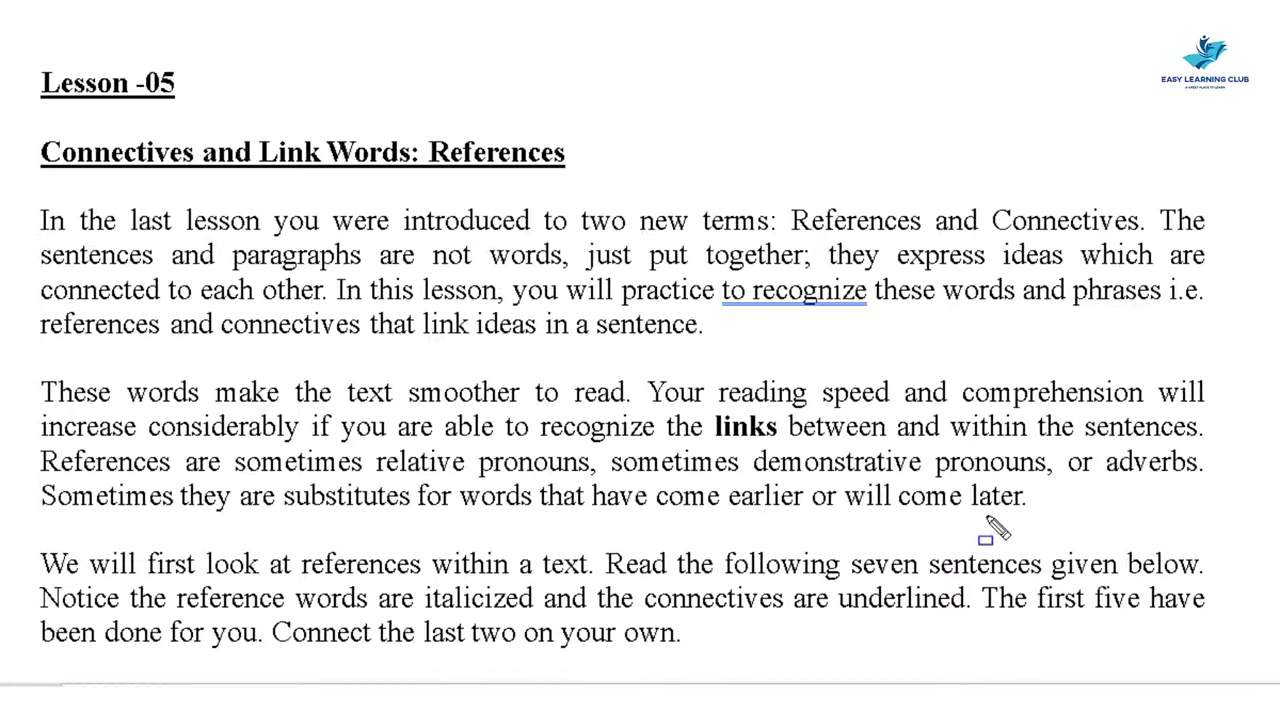 EASY LEARNING CLUB
A GREAT PLACE TO LEARN
Lesson -05
Connectives and Link Words: References
In the last lesson you were introduced to two new terms: References and Connectives. The
sentences and paragraphs are not words, just put together; they express ideas which are
connected to each other. In this lesson, you will practice to recognize these words and phrases i.e.
references and connectives that link ideas in a sentence.
These words make the text smoother to read. Your reading speed and comprehension will
increase considerably if you are able to recognize the links between and within the sentences.
References are sometimes relative pronouns, sometimes demonstrative pronouns, or adverbs.
Sometimes they are substitutes for words that have come earlier or will come later.
We will first look at references within a text. Read the following seven sentences given below.
Notice the reference words are italicized and the connectives are underlined. The first five have
been done for you. Connect the last two on your own.